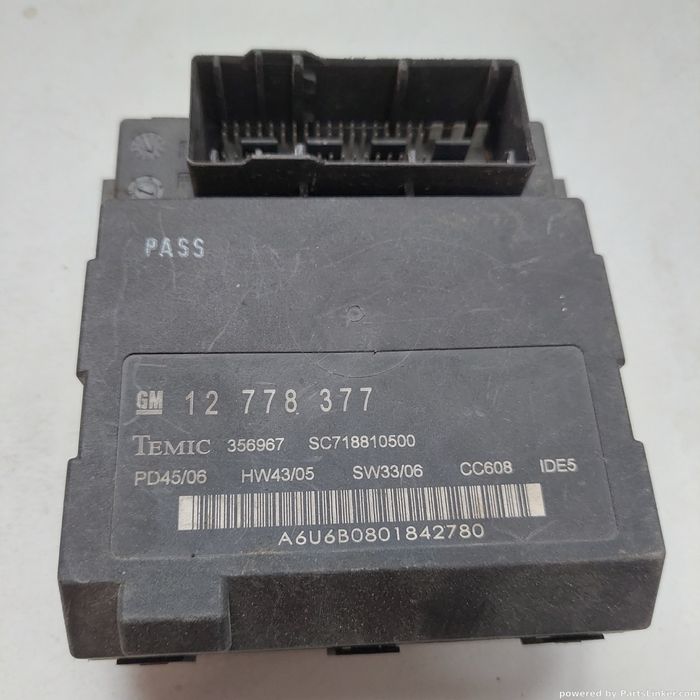 PASS
GM 12 778 377
TEMIC 356967 SC718810500
PD45/06 HW43/05 SW33/06 CC608 IDE5
A6U6B0801842780
powered by PartsLinker.com